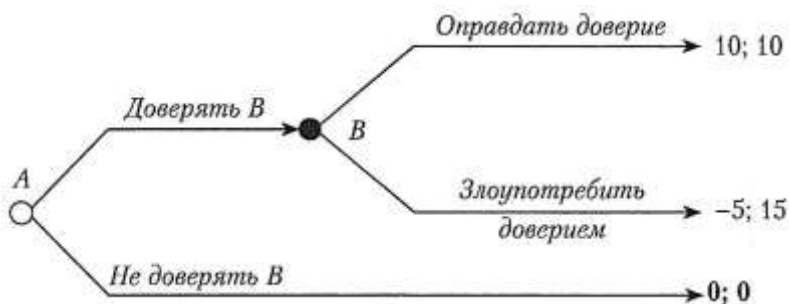 Оправдать доверие
10; 10
Доверять B
B
A
Злоупотребить
доверием
−5; 15
Не доверять B
0; 0